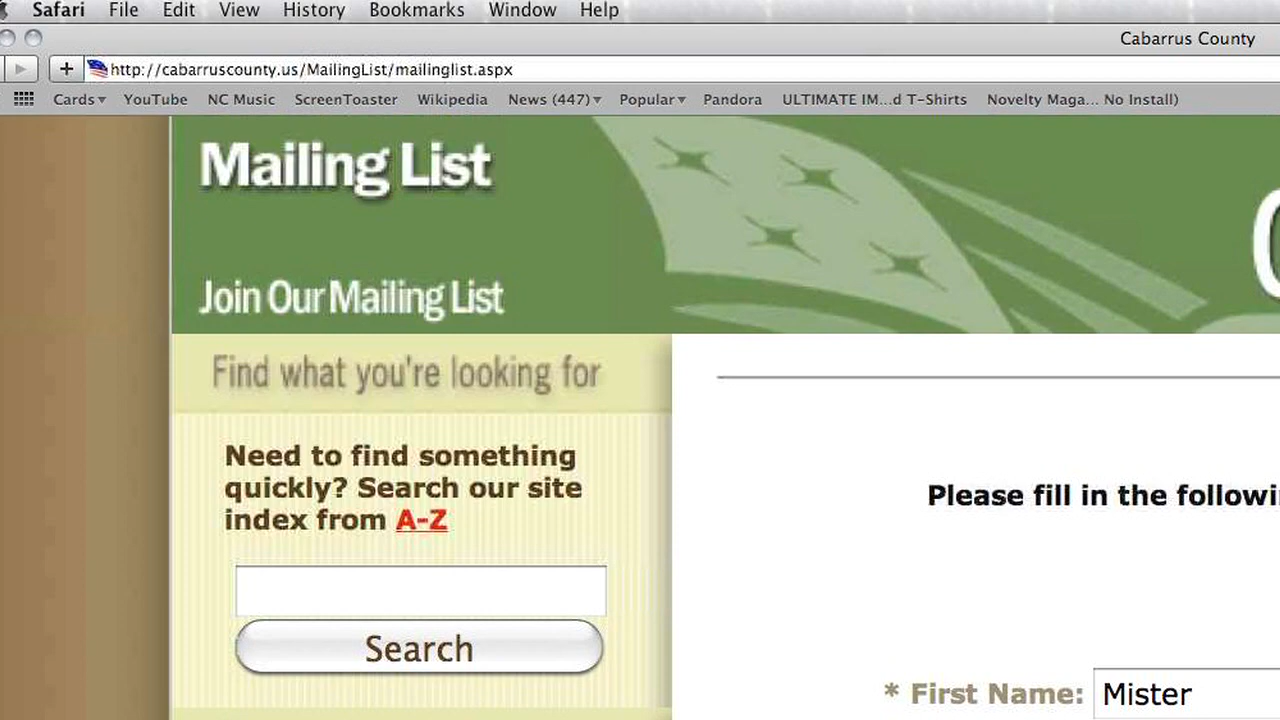 Safari File Edit View History Bookmarks Window Help
Cabarrus County
http://cabarruscounty.us/MailingList/mailinglist.aspx
Cards YouTube NC Music ScreenToaster Wikipedia News (447) Popular Pandora ULTIMATE IM...d T-Shirts Novelty Maga... No Install)
Mailing List
Join Our Mailing List
Find what you're looking for
Need to find something
quickly? Search our site
index from A-Z
Search
Please fill in the
* First Name: Mister